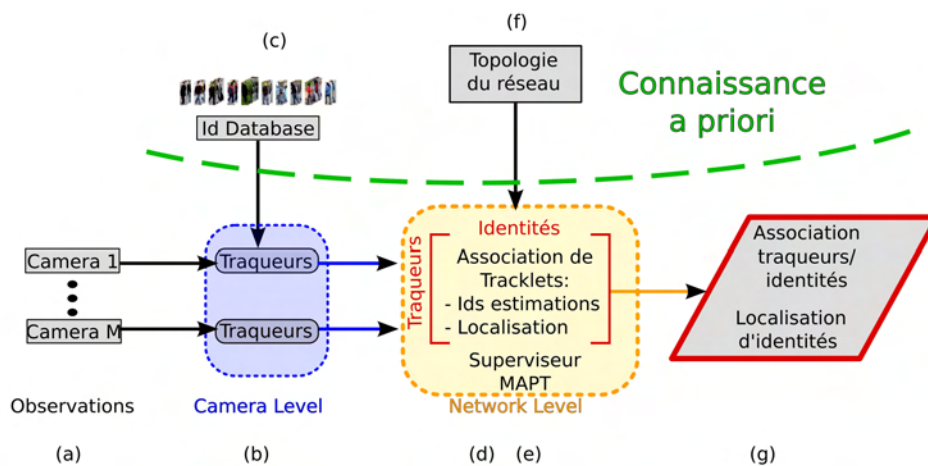 (c)
(f)
Id Database
Topologie
du réseau
Connaissance
a priori
Camera 1
Camera M
Observations
(a)
Traqueurs
Traqueurs
Camera Level
(b)
Identités
Traqueurs
Association de
Tracklets:
- Ids estimations
- Localisation
Superviseur
MAPT
Network Level
(d) (e)
Association
traqueurs/
identités
Localisation
d'identités
(g)